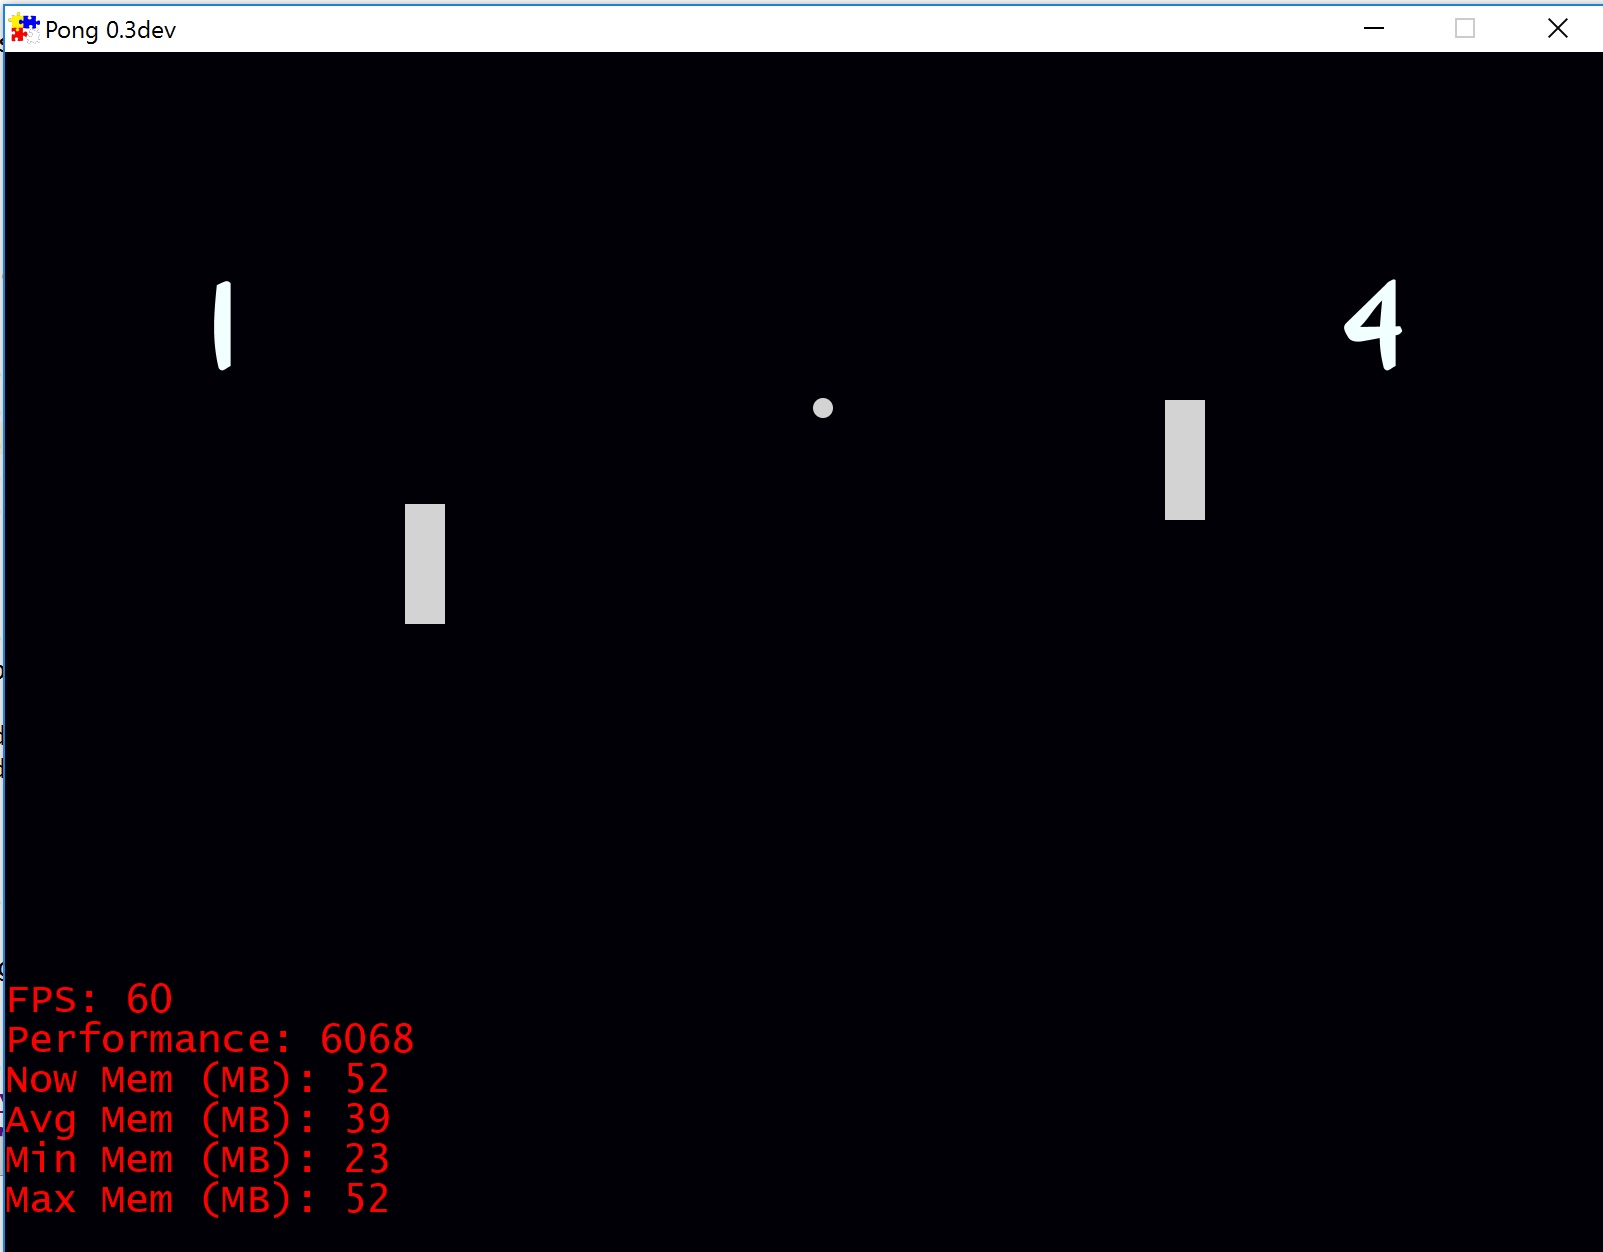 Pong 0.3dev
1 4
FPS: 60
Performance: 6068
Now Mem (MB): 52
Avg Mem (MB): 39
Min Mem (MB): 23
Max Mem (MB): 52